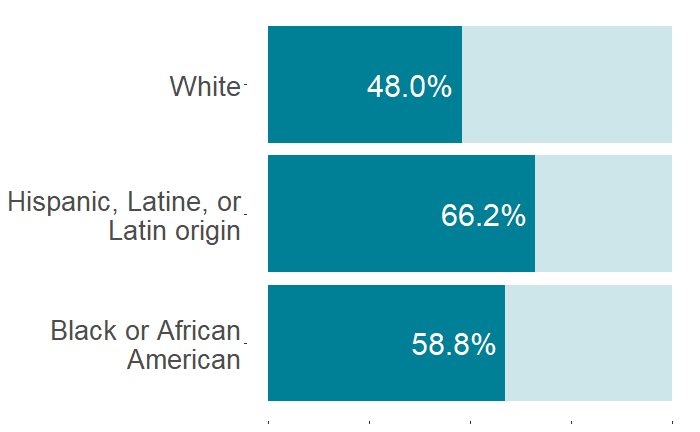 White
48.0%
Hispanic, Latine, or
Latin origin
66.2%
Black or African
American
58.8%